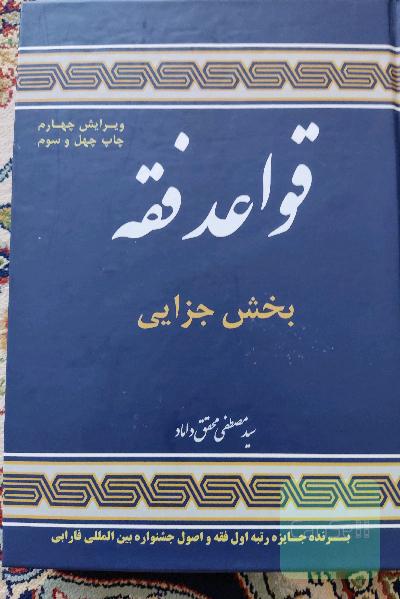 ویرایش چهارم
چاپ چهل و سوم
قواعد فقه
بخش جزایی
سید مصطفی محقق داماد
برنده جایزه رتبه اول فقه و اصول جشنواره بین المللی فارابی